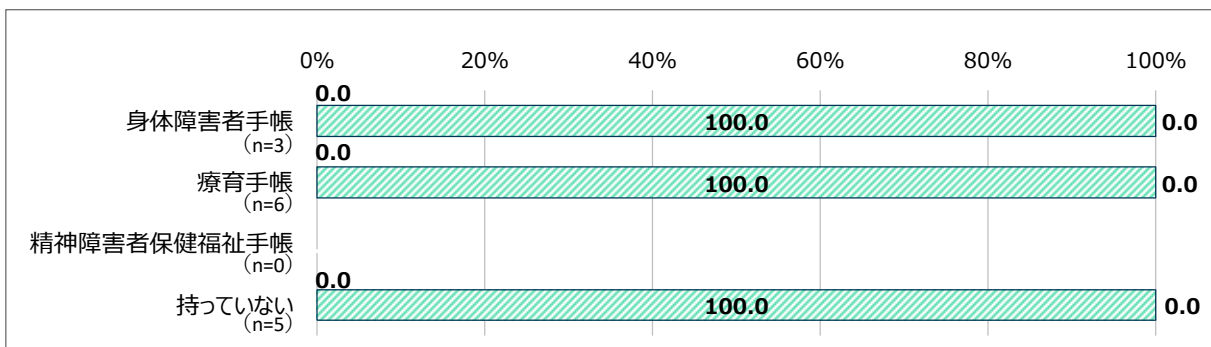 0% 20% 40% 60% 80% 100%
0.0
身体障害者手帳 100.0 0.0
（n=3）
0.0
療育手帳 100.0 0.0
（n=6）
精神障害者保健福祉手帳
（n=0）
0.0
持っていない 100.0 0.0
（n=5）